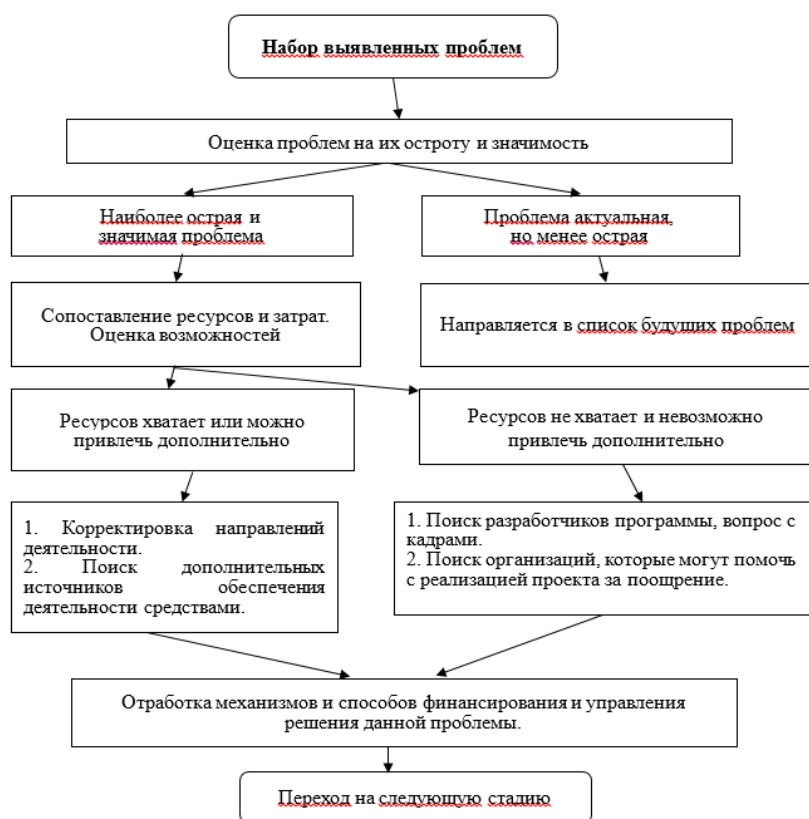 Набор выявленных проблем
Оценка проблем на их остроту и значимость
Наиболее острая и
значимая проблема
Проблема актуальная,
но менее острая
Сопоставление ресурсов и затрат.
Оценка возможностей
Направляется в список будущих проблем
Ресурсов хватает или можно
привлечь дополнительно
Ресурсов не хватает и невозможно
привлечь дополнительно
1. Корректировка направлений
деятельности.
2. Поиск дополнительных
источников обеспечения
деятельности средствами.
1. Поиск разработчиков программы, вопрос с
кадрами.
2. Поиск организаций, которые могут помочь
с реализацией проекта за поощрение.
Отработка механизмов и способов финансирования и управления
решения данной проблемы.
Переход на следующую стадию